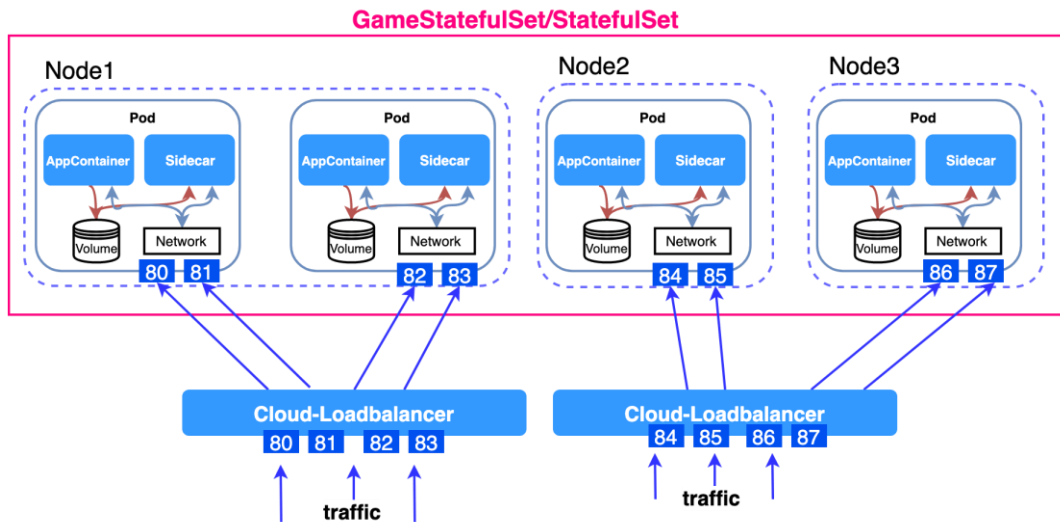 GameStatefulSet/StatefulSet
Node1
Node2
Node3
Pod
Pod
Pod
Pod
AppContainer
Sidecar
AppContainer
Sidecar
AppContainer
Sidecar
AppContainer
Sidecar
Volume
Network
Volume
Network
Volume
Network
Volume
Network
80
81
82
83
84
85
86
87
Cloud-Loadbalancer
Cloud-Loadbalancer
80
81
82
83
84
85
86
87
traffic
traffic